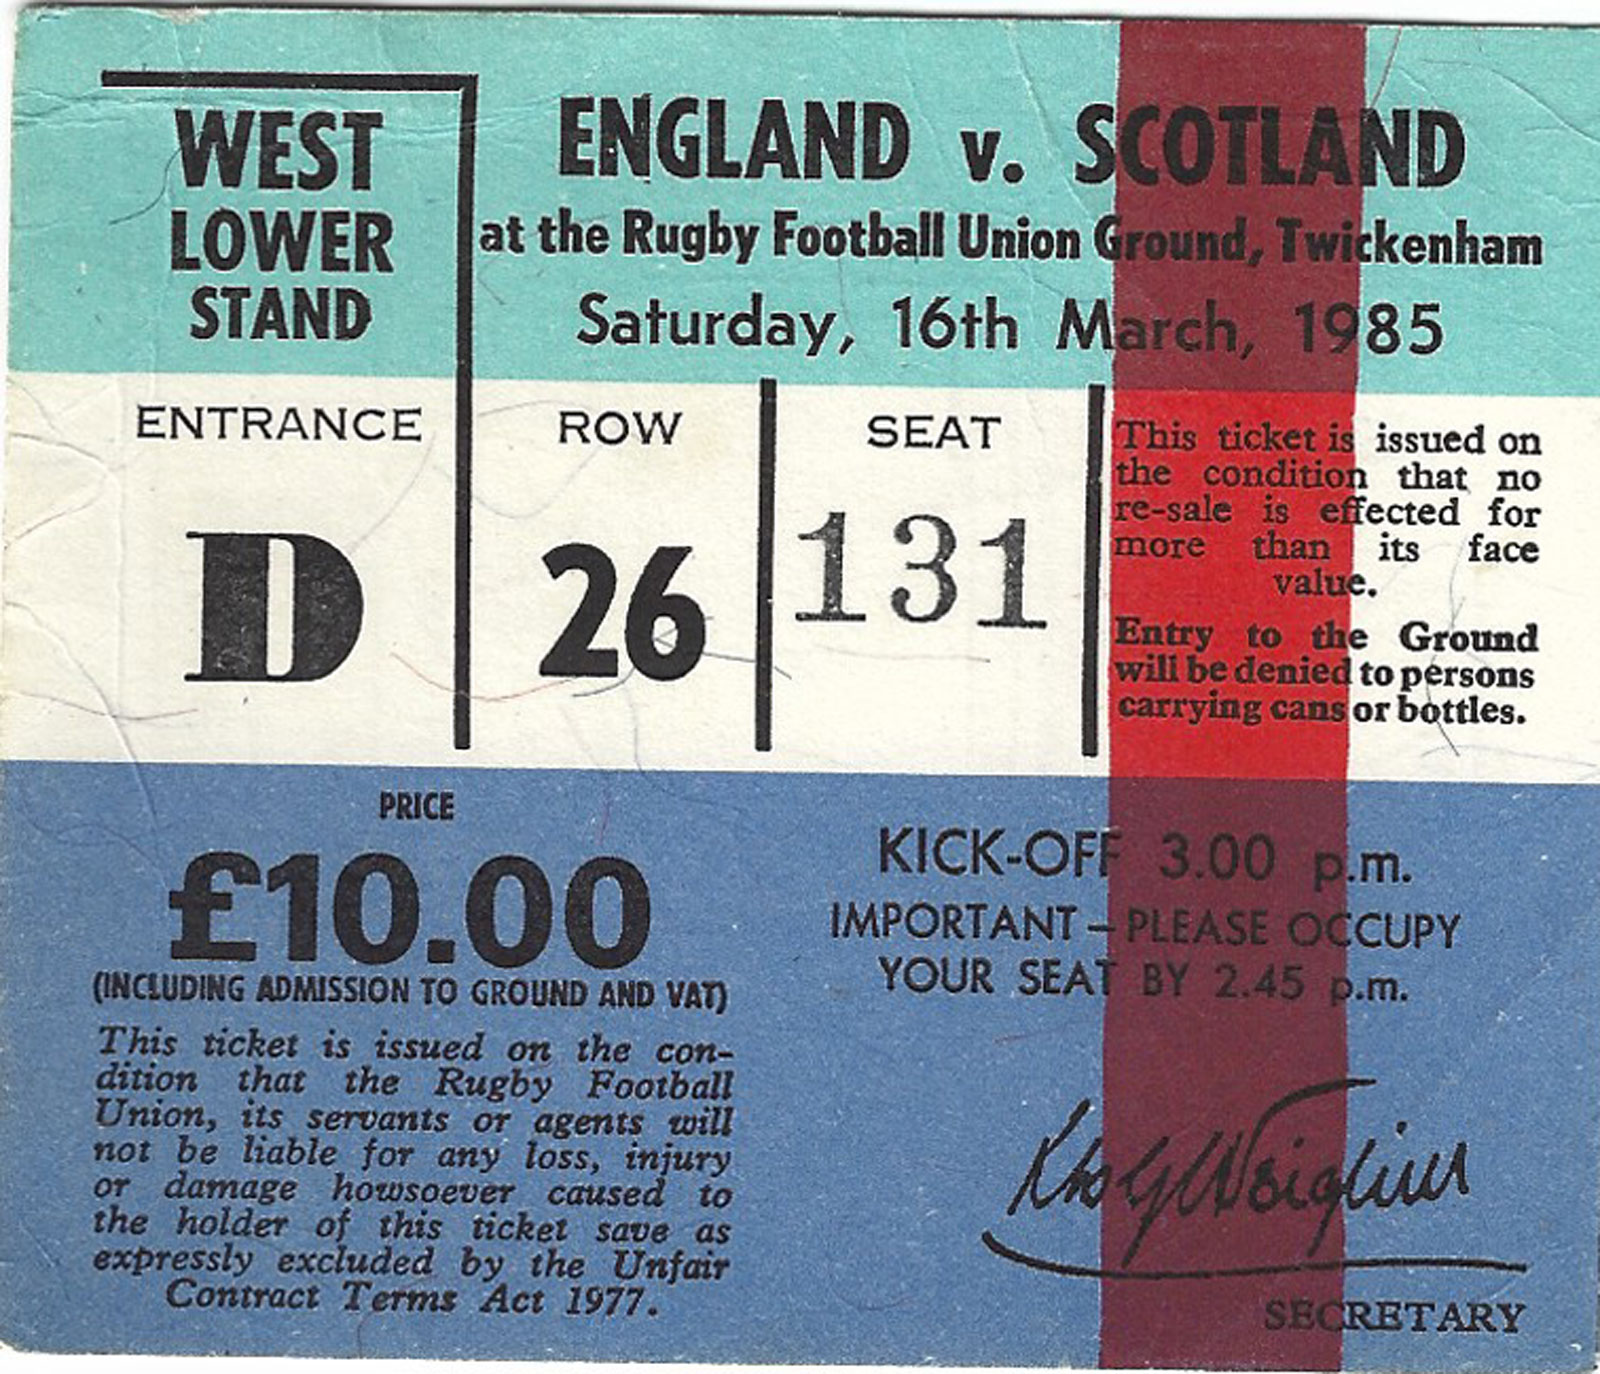 WEST
LOWER
STAND
ENGLAND v. SCOTLAND
at the Rugby Football Union Ground, Twickenham
Saturday, 16th March, 1985
ENTRANCE
D
ROW
26
SEAT
131
This ticket is issued on
the condition that no
re-sale is effected for
more than its face
value.
Entry to the Ground
will be denied to persons
carrying cans or bottles.
PRICE
£10.00
(INCLUDING ADMISSION TO GROUND AND VAT)
This ticket is issued on the con-
dition that the Rugby Football
Union, its servants or agents will
not be liable for any loss, injury
or damage howsoever caused to
the holder of this ticket save as
expressly excluded by the Unfair
Contract Terms Act 1977.
KICK-OFF 3.00 p.m.
IMPORTANT – PLEASE OCCUPY
YOUR SEAT BY 2.45 p.m.
SECRETARY